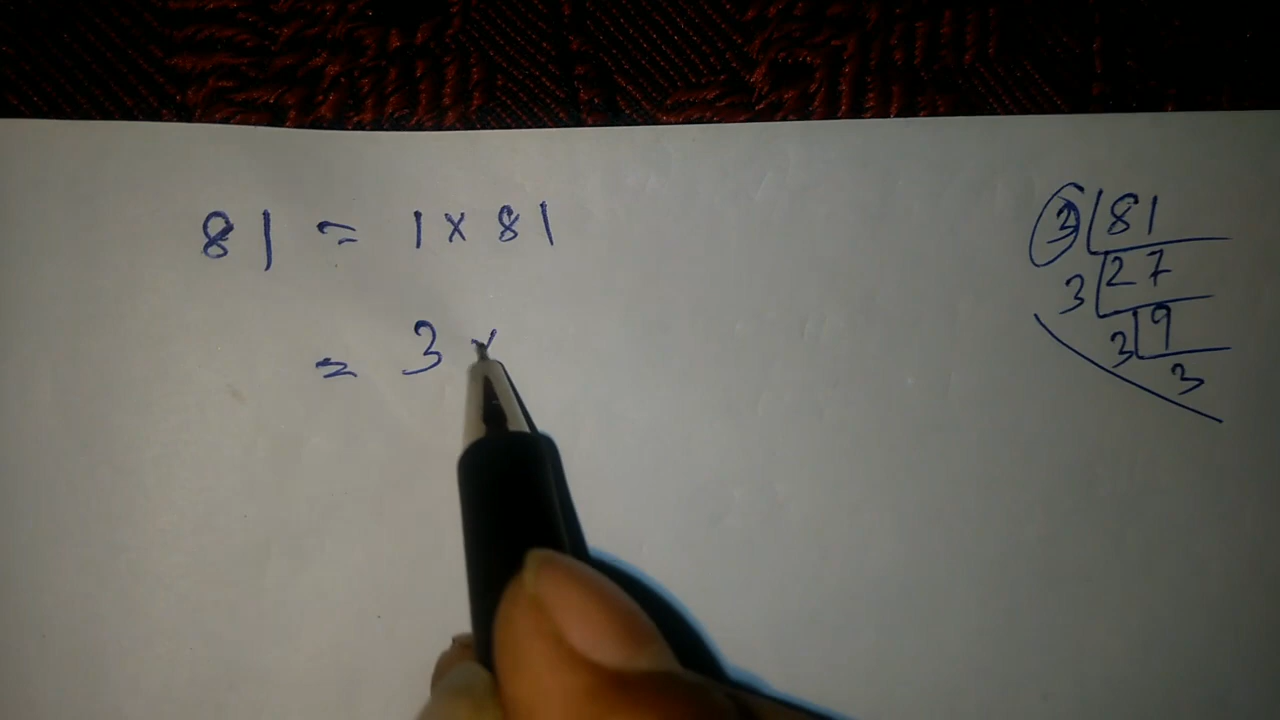 81 = 1 x 81
= 3 x
3 81
3 27
3 9
3